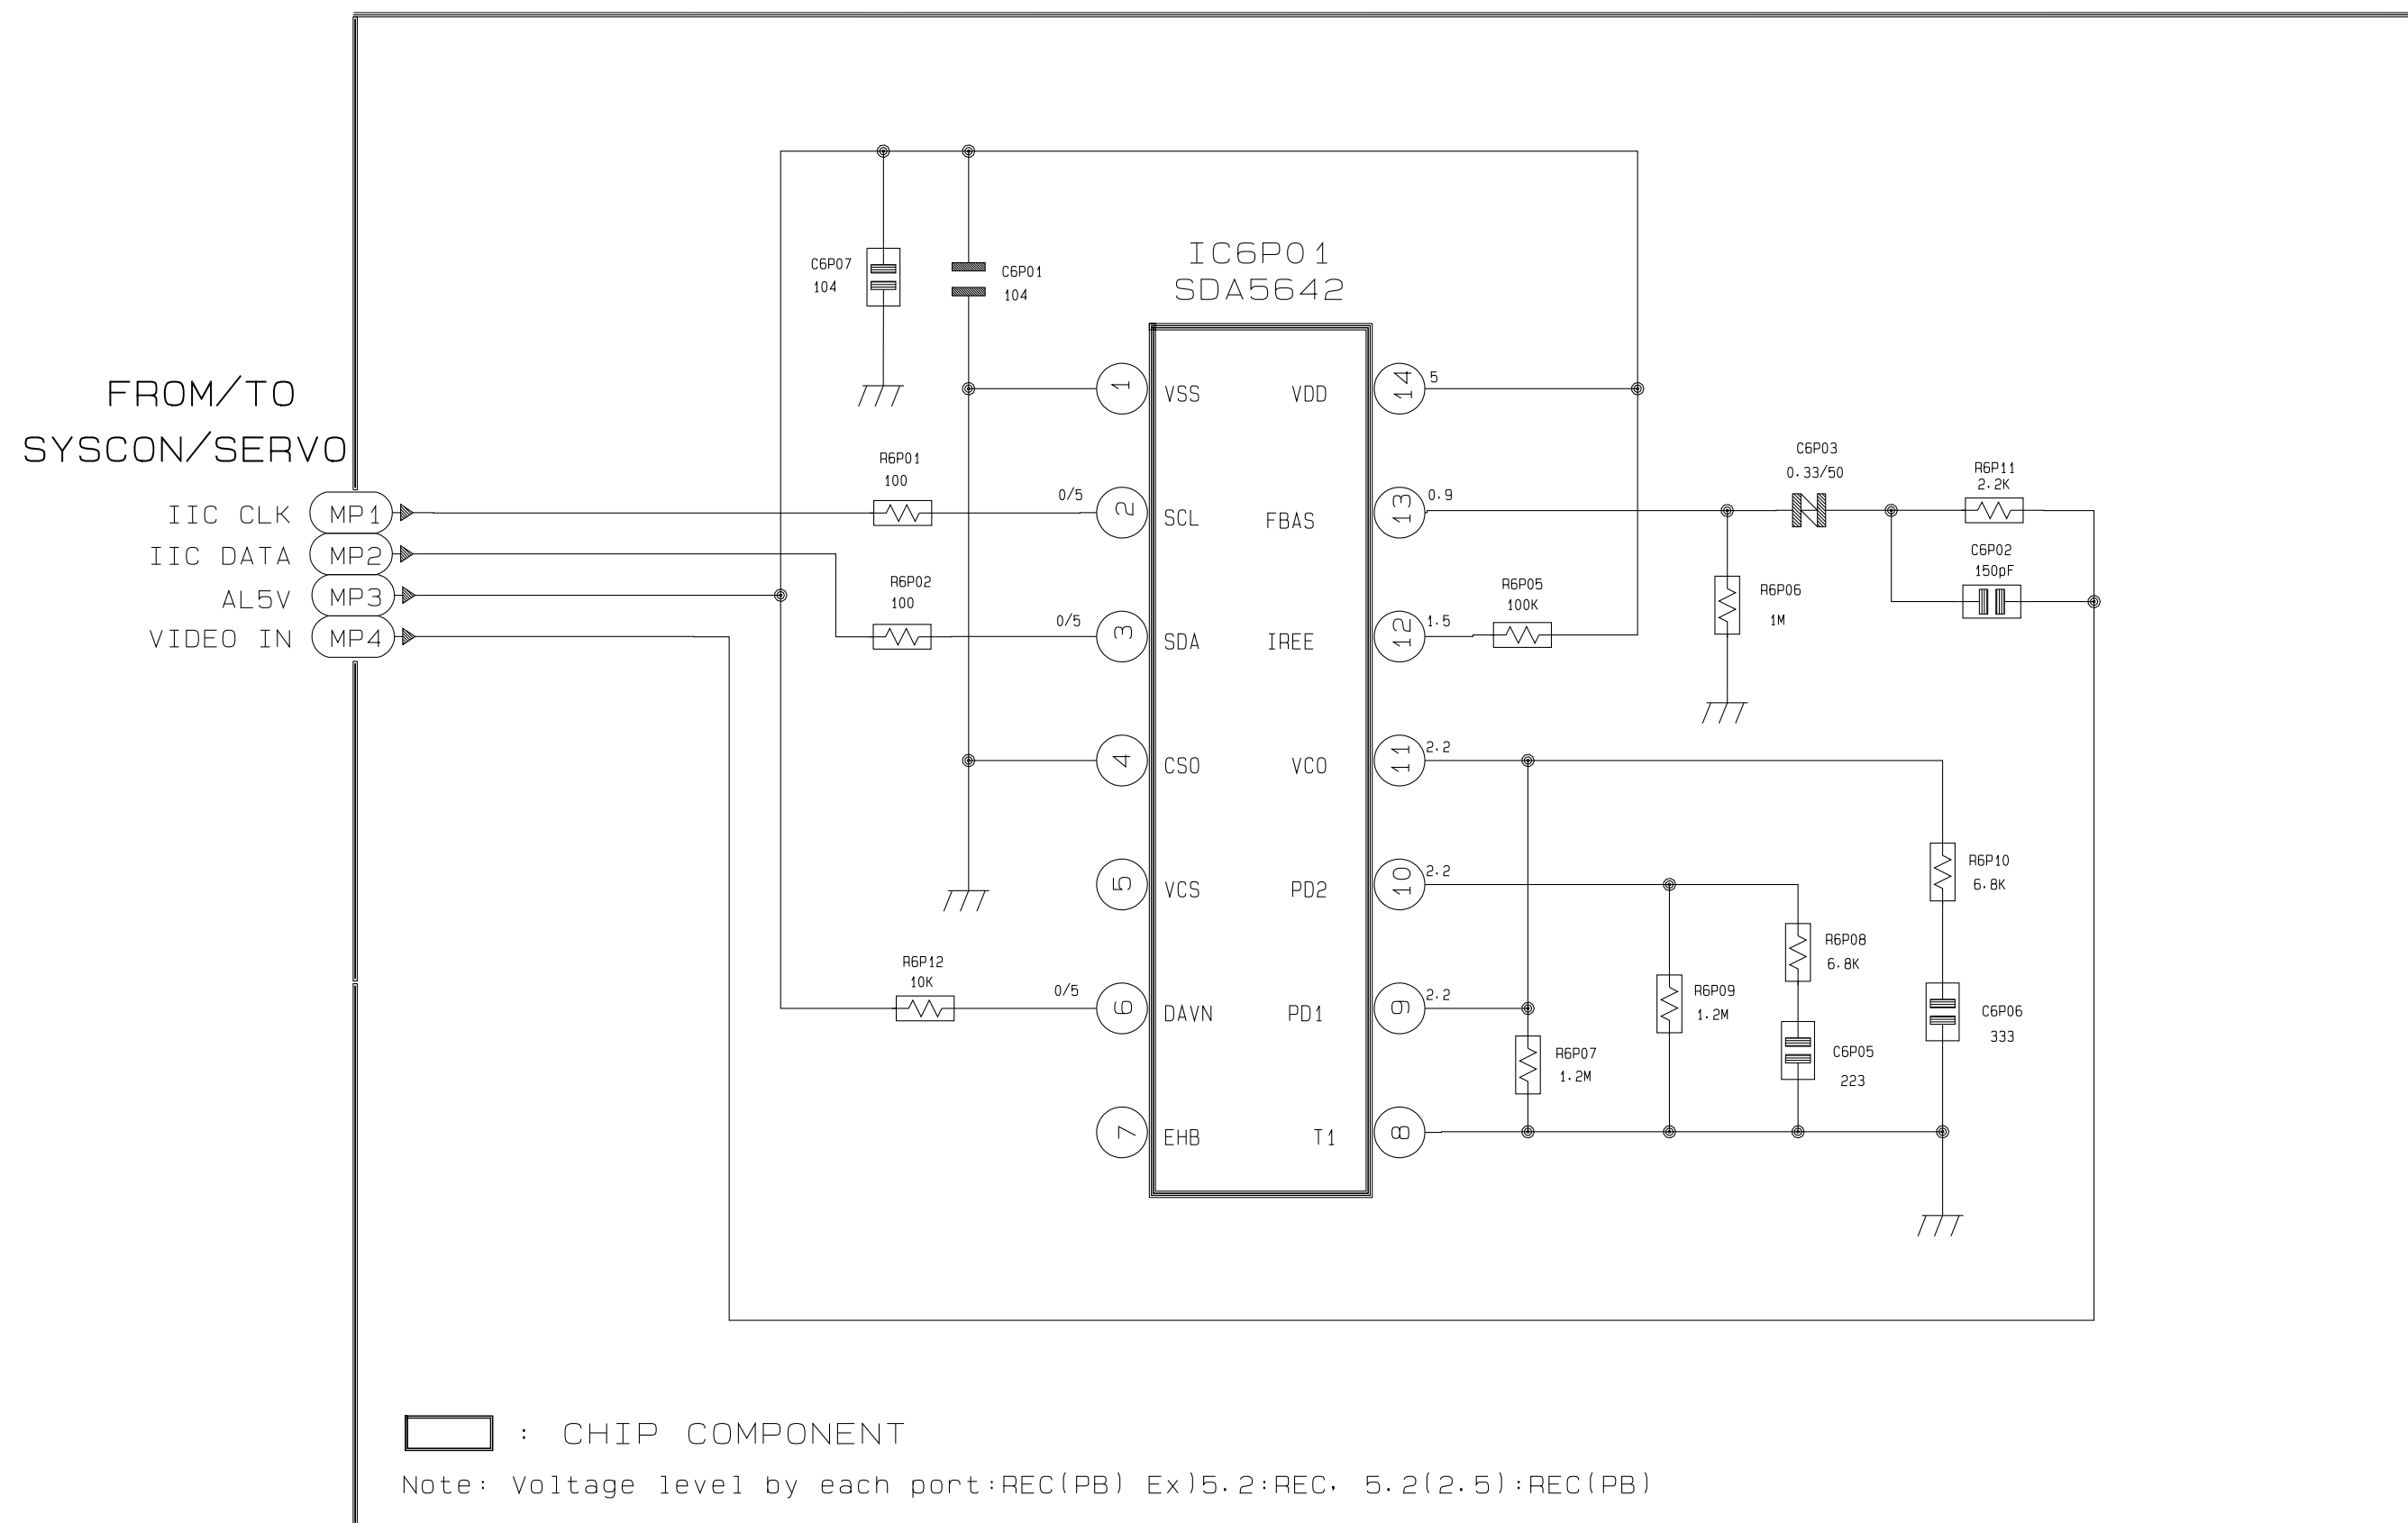 IC6P01
SDA5642
C6P07
104
C6P01
104
FROM/TO
SYSCON/SERVO
IIC CLK MP1
IIC DATA MP2
AL5V MP3
VIDEO IN MP4
R6P01
100
0/5
R6P02
100
0/5
R6P12
10K
0/5
1 VSS VDD 14 5
2 SCL FBAS 13 0.9
3 SDA IREE 12 1.5
4 CSO VCO 11 2.2
5 VCS PD2 10 2.2
6 DAVN PD1 9 2.2
7 EHB T1 8
C6P03
0.33/50
R6P11
2.2K
C6P02
150pF
R6P05
100K
R6P06
1M
R6P10
6.8K
R6P08
6.8K
R6P09
1.2M
C6P06
333
R6P07
1.2M
C6P05
223
: CHIP COMPONENT
Note: Voltage level by each port:REC(PB) Ex)5.2:REC, 5.2(2.5):REC(PB)